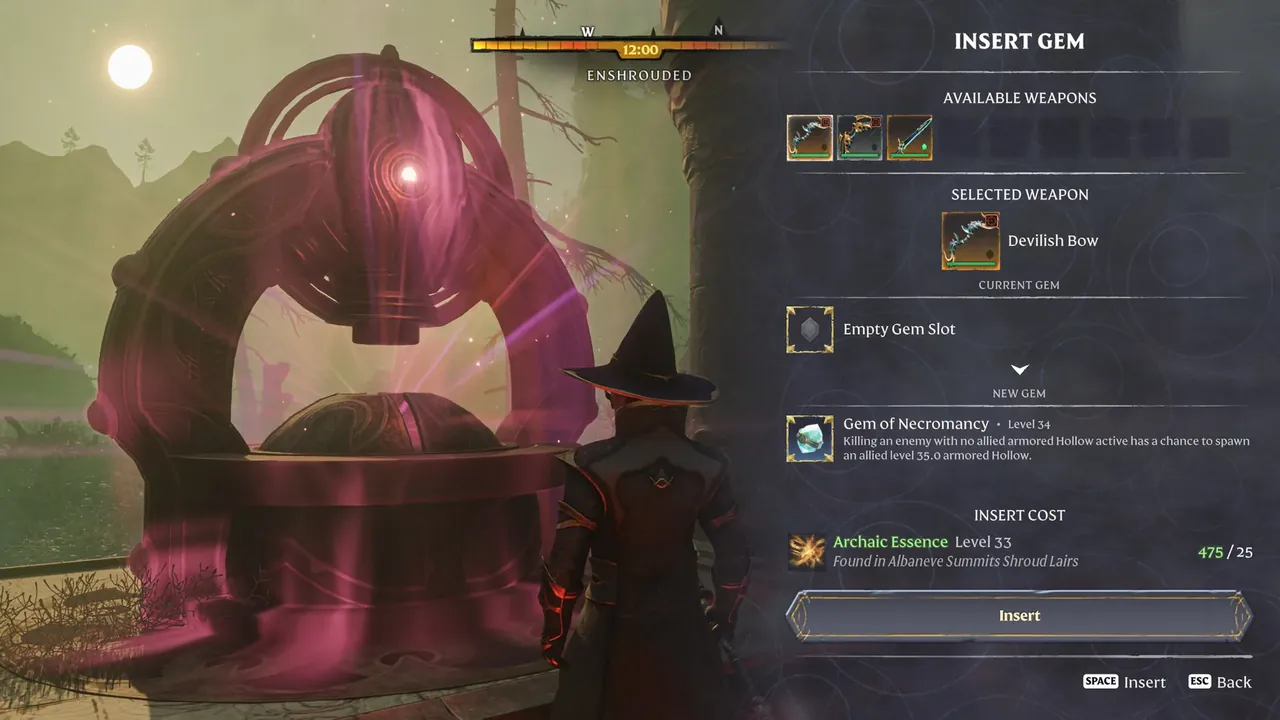 W
N
12:00
ENSHROUDED
INSERT GEM
AVAILABLE WEAPONS
SELECTED WEAPON
Devilish Bow
CURRENT GEM
Empty Gem Slot
NEW GEM
Gem of Necromancy • Level 34
Killing an enemy with no allied armored Hollow active has a chance to spawn
an allied level 35.0 armored Hollow.
INSERT COST
Archaic Essence Level 33
Found in Albaneve Summits Shroud Lairs
475 / 25
Insert
SPACE Insert ESC Back